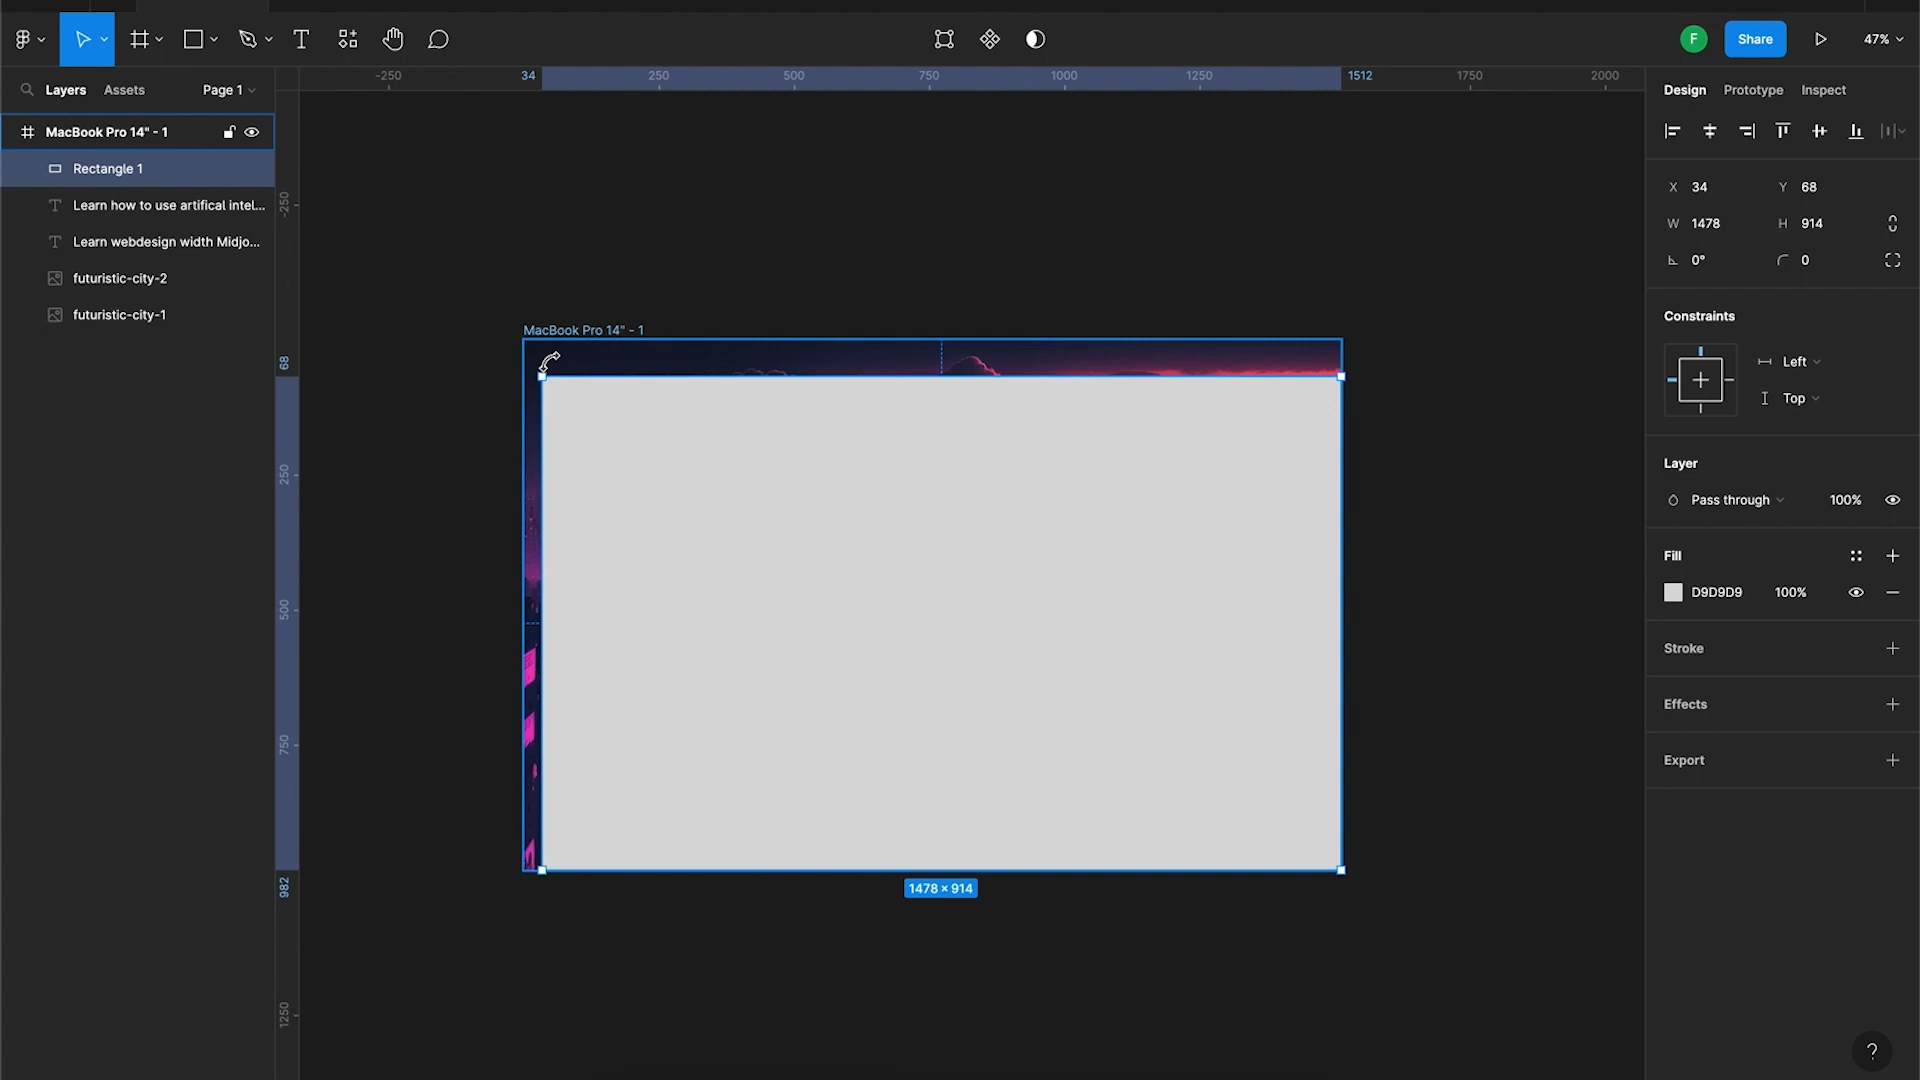 F
Share
47%
Layers
Assets
Page 1
-250
34
250
500
750
1000
1250
1512
1750
2000
Design
Prototype
Inspect
MacBook Pro 14" - 1
Rectangle 1
Learn how to use artifical intel...
Learn webdesign width Midjo...
futuristic-city-2
futuristic-city-1
-250
68
250
500
750
982
1250
MacBook Pro 14" - 1
1478 × 914
X 34
Y 68
W 1478
H 914
0°
0
Constraints
Left
Top
Layer
Pass through
100%
Fill
D9D9D9
100%
Stroke
Effects
Export
?